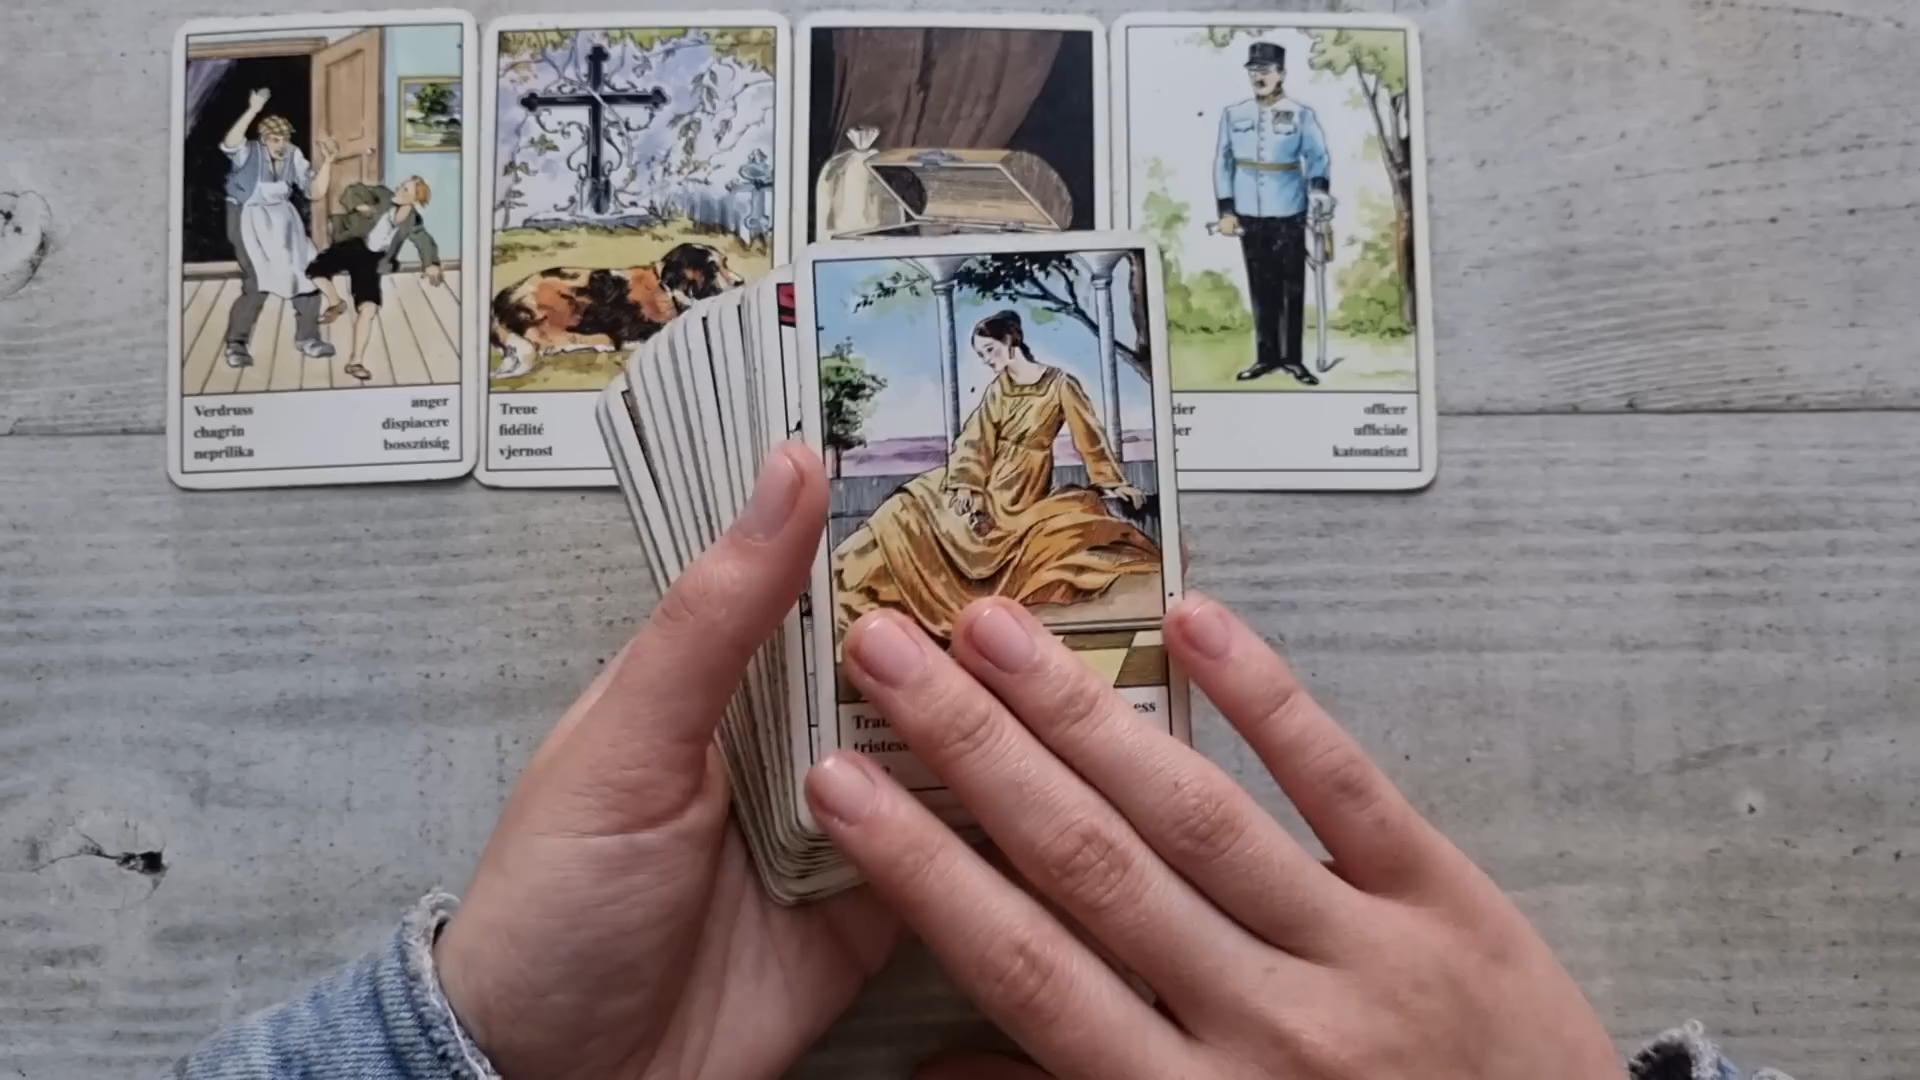 Verdruss anger
chagrin dispiacere
neprilika bosszúság
Treue
fidélité
vjernost
officer
ufficiale
katonatiszt
tristess